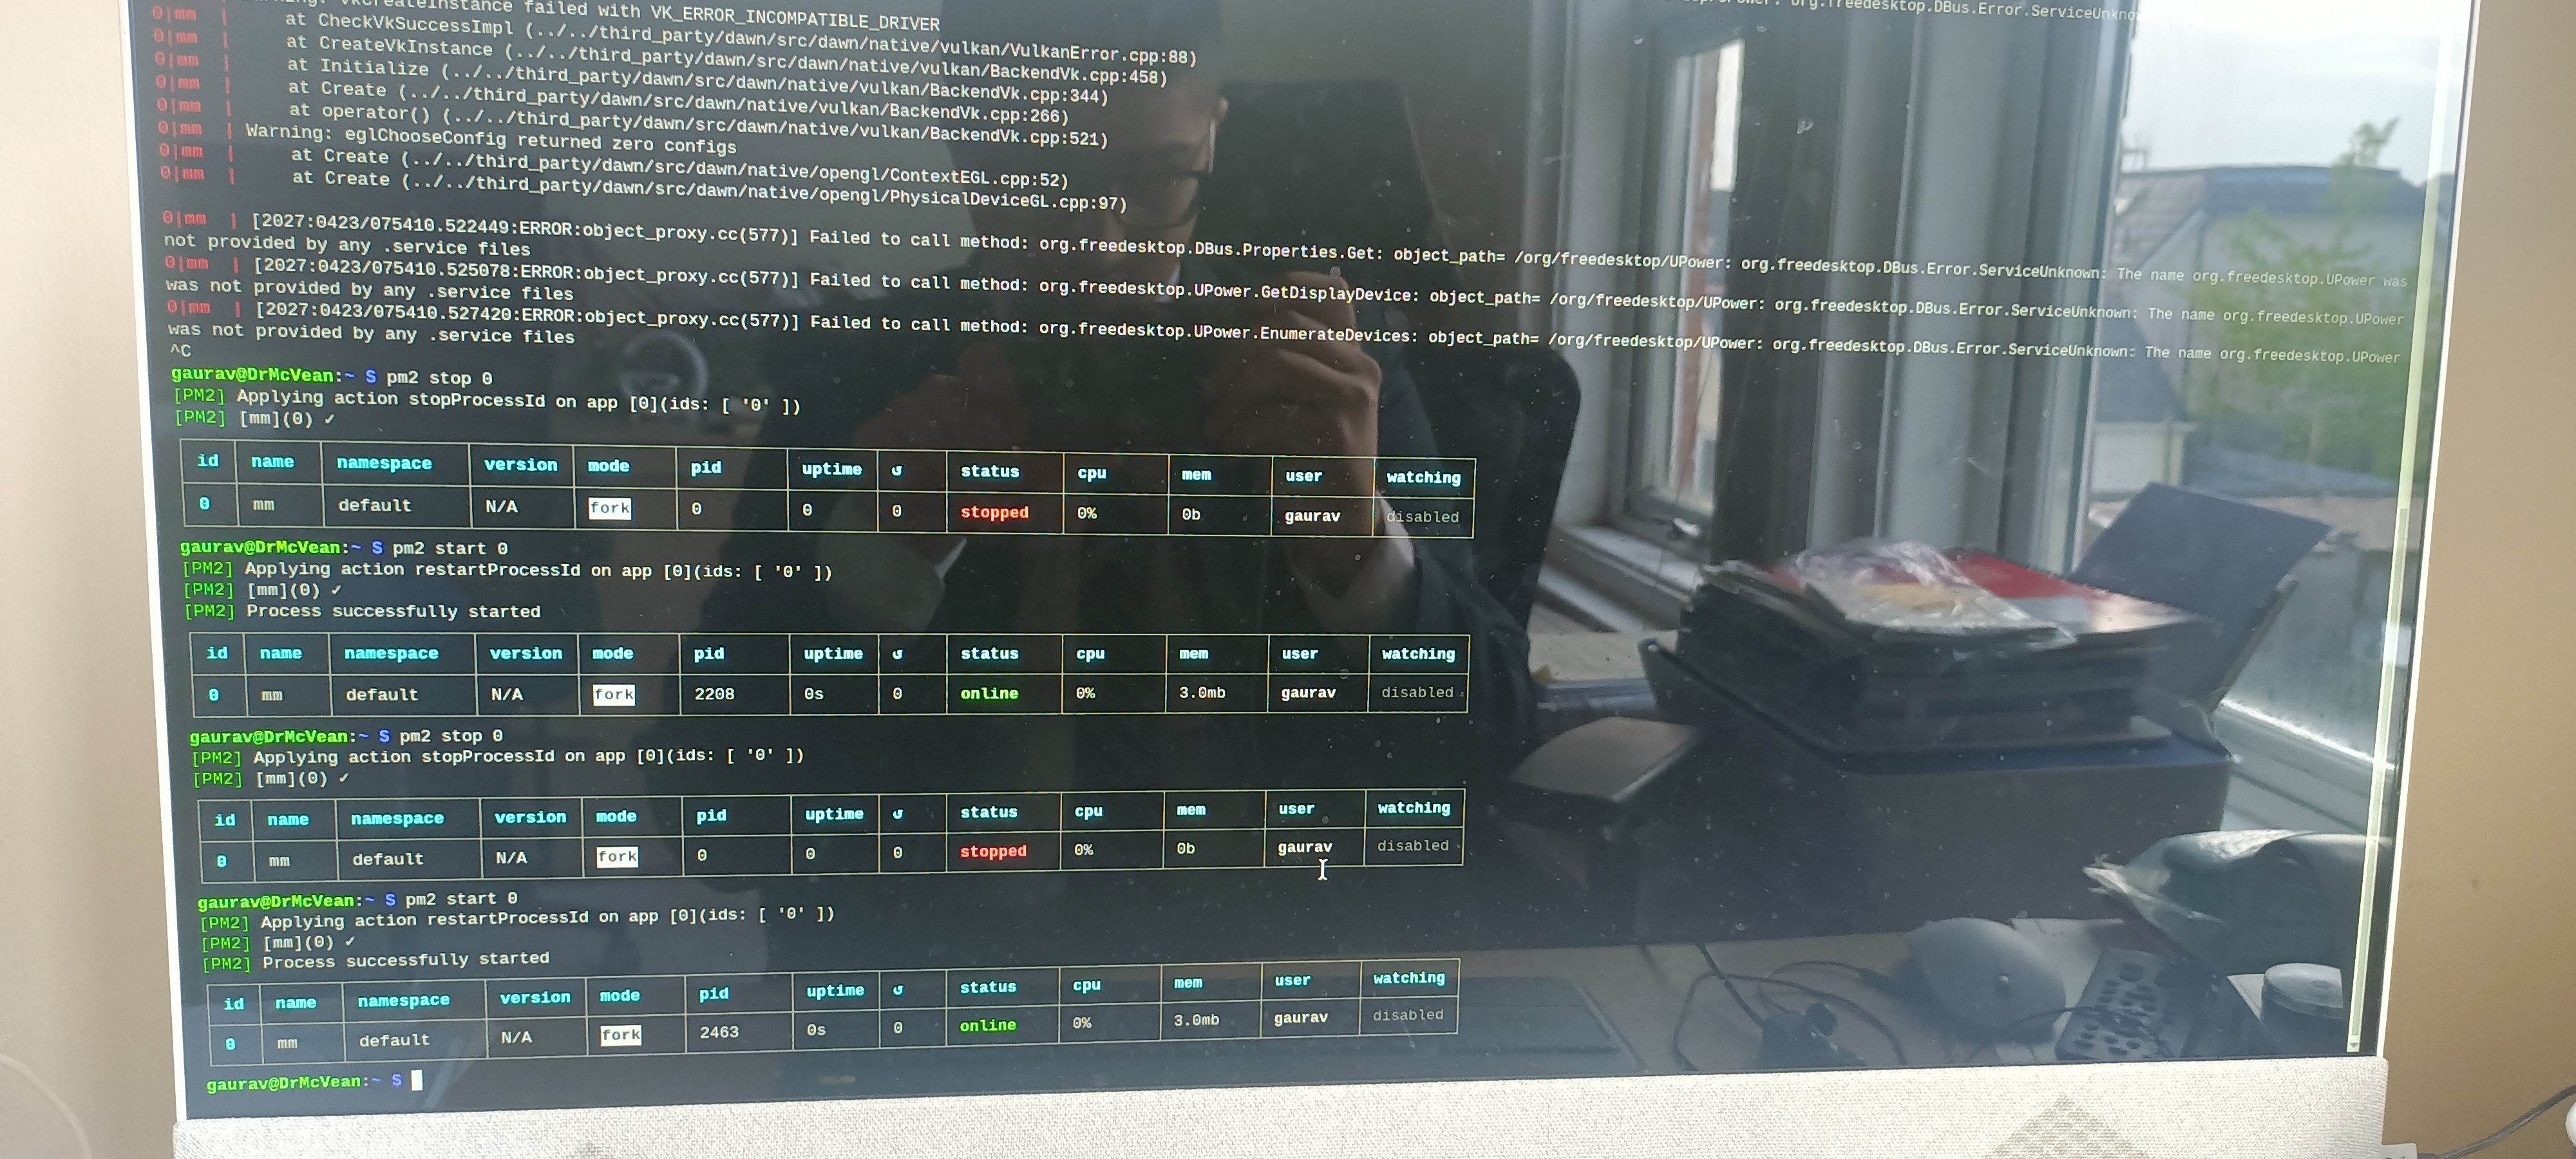 Instance failed with VK_ERROR_INCOMPATIBLE_DRIVER
0|mm | at CheckVkSuccessImpl (../../third_party/dawn/src/dawn/native/vulkan/VulkanError.cpp:88)
0|mm | at CreateVkInstance (../../third_party/dawn/src/dawn/native/vulkan/BackendVk.cpp:458)
0|mm | at Initialize (../../third_party/dawn/src/dawn/native/vulkan/BackendVk.cpp:344)
0|mm | at Create (../../third_party/dawn/src/dawn/native/vulkan/BackendVk.cpp:266)
0|mm | at operator() (../../third_party/dawn/src/dawn/native/vulkan/BackendVk.cpp:521)
0|mm | Warning: eglChooseConfig returned zero configs
0|mm | at Create (../../third_party/dawn/src/dawn/native/opengl/ContextEGL.cpp:52)
0|mm | at Create (../../third_party/dawn/src/dawn/native/opengl/PhysicalDeviceGL.cpp:97)
0|mm | [2027:0423/075410.522449:ERROR:object_proxy.cc(577)] Failed to call method: org.freedesktop.DBus.Properties.Get: object_path= /org/freedesktop/UPower: org.freedesktop.DBus.Error.ServiceUnknown: The name org.freedesktop.UPower was
not provided by any .service files
0|mm | [2027:0423/075410.525078:ERROR:object_proxy.cc(577)] Failed to call method: org.freedesktop.UPower.GetDisplayDevice: object_path= /org/freedesktop/UPower: org.freedesktop.DBus.Error.ServiceUnknown: The name org.freedesktop.UPower
was not provided by any .service files
0|mm | [2027:0423/075410.527420:ERROR:object_proxy.cc(577)] Failed to call method: org.freedesktop.UPower.EnumerateDevices: object_path= /org/freedesktop/UPower: org.freedesktop.DBus.Error.ServiceUnknown: The name org.freedesktop.UPower
was not provided by any .service files
^C
gaurav@DrMcVean:~ $ pm2 stop 0
[PM2] Applying action stopProcessId on app [0](ids: [ '0' ])
[PM2] [mm](0) ✓
id name namespace version mode pid uptime ↺ status cpu mem user watching
0 mm default N/A fork 0 0 0 stopped 0% 0b gaurav disabled
gaurav@DrMcVean:~ $ pm2 start 0
[PM2] Applying action restartProcessId on app [0](ids: [ '0' ])
[PM2] [mm](0) ✓
[PM2] Process successfully started
id name namespace version mode pid uptime ↺ status cpu mem user watching
0 mm default N/A fork 2208 0s 0 online 0% 3.0mb gaurav disabled
gaurav@DrMcVean:~ $ pm2 stop 0
[PM2] Applying action stopProcessId on app [0](ids: [ '0' ])
[PM2] [mm](0) ✓
id name namespace version mode pid uptime ↺ status cpu mem user watching
0 mm default N/A fork 0 0 0 stopped 0% 0b gaurav disabled
gaurav@DrMcVean:~ $ pm2 start 0
[PM2] Applying action restartProcessId on app [0](ids: [ '0' ])
[PM2] [mm](0) ✓
[PM2] Process successfully started
id name namespace version mode pid uptime ↺ status cpu mem user watching
0 mm default N/A fork 2463 0s 0 online 0% 3.0mb gaurav disabled
gaurav@DrMcVean:~ $